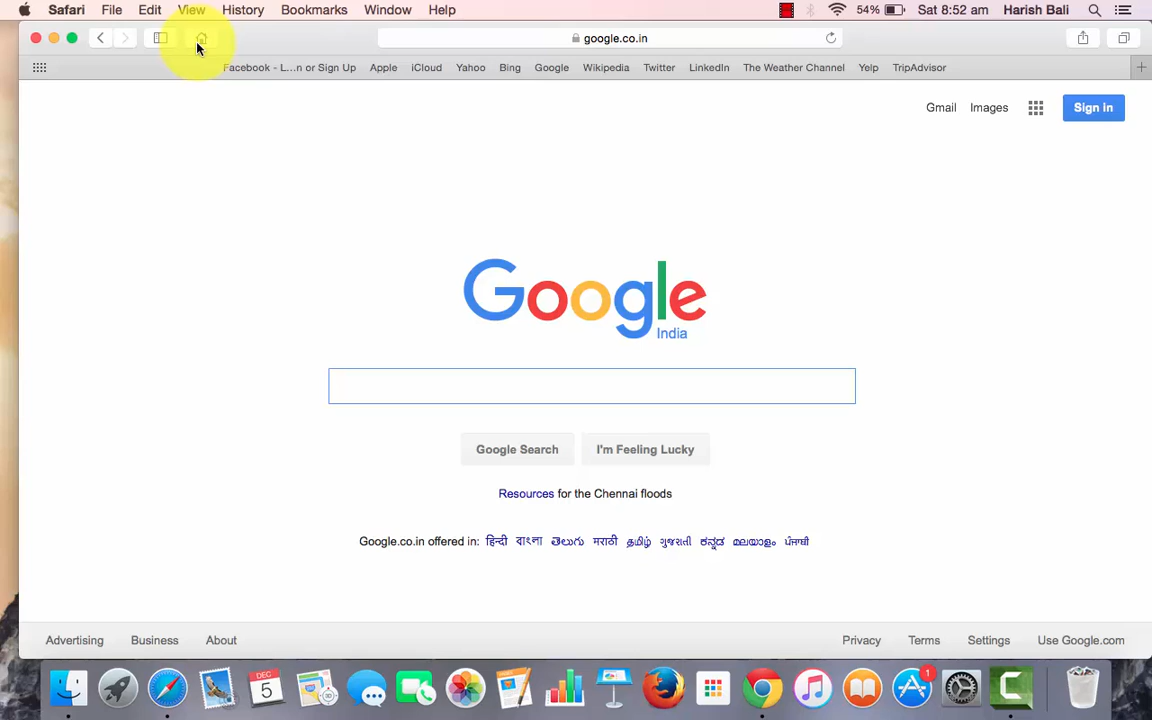 Safari File Edit View History Bookmarks Window Help 54% Sat 8:52 am Harish Bali
google.co.in
Facebook - L...n or Sign Up Apple iCloud Yahoo Bing Google Wikipedia Twitter LinkedIn The Weather Channel Yelp TripAdvisor
Gmail Images Sign in
Google
India
Google Search I'm Feeling Lucky
Resources for the Chennai floods
Google.co.in offered in: हिन्दी বাংলা తెలుగు मराठी தமிழ் ગુજરાતી ಕನ್ನಡ മലയാളം ਪੰਜਾਬੀ
Advertising Business About Privacy Terms Settings Use Google.com
DEC
5
1